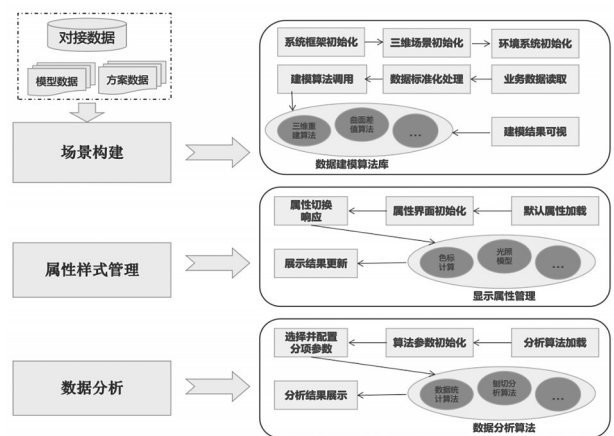 对接数据
模型数据
方案数据
场景构建
系统框架初始化
三维场景初始化
环境系统初始化
建模算法调用
数据标准化处理
业务数据读取
三维重
建算法
曲面差
值算法
...
建模结果可视
数据建模算法库
属性样式管理
属性切换
响应
属性界面初始化
默认属性加载
展示结果更新
色标
计算
光照
模型
...
显示属性管理
数据分析
选择并配置
分项参数
算法参数初始化
分析算法加载
分析结果展示
数据统
计算法
刨切分
析算法
...
数据分析算法